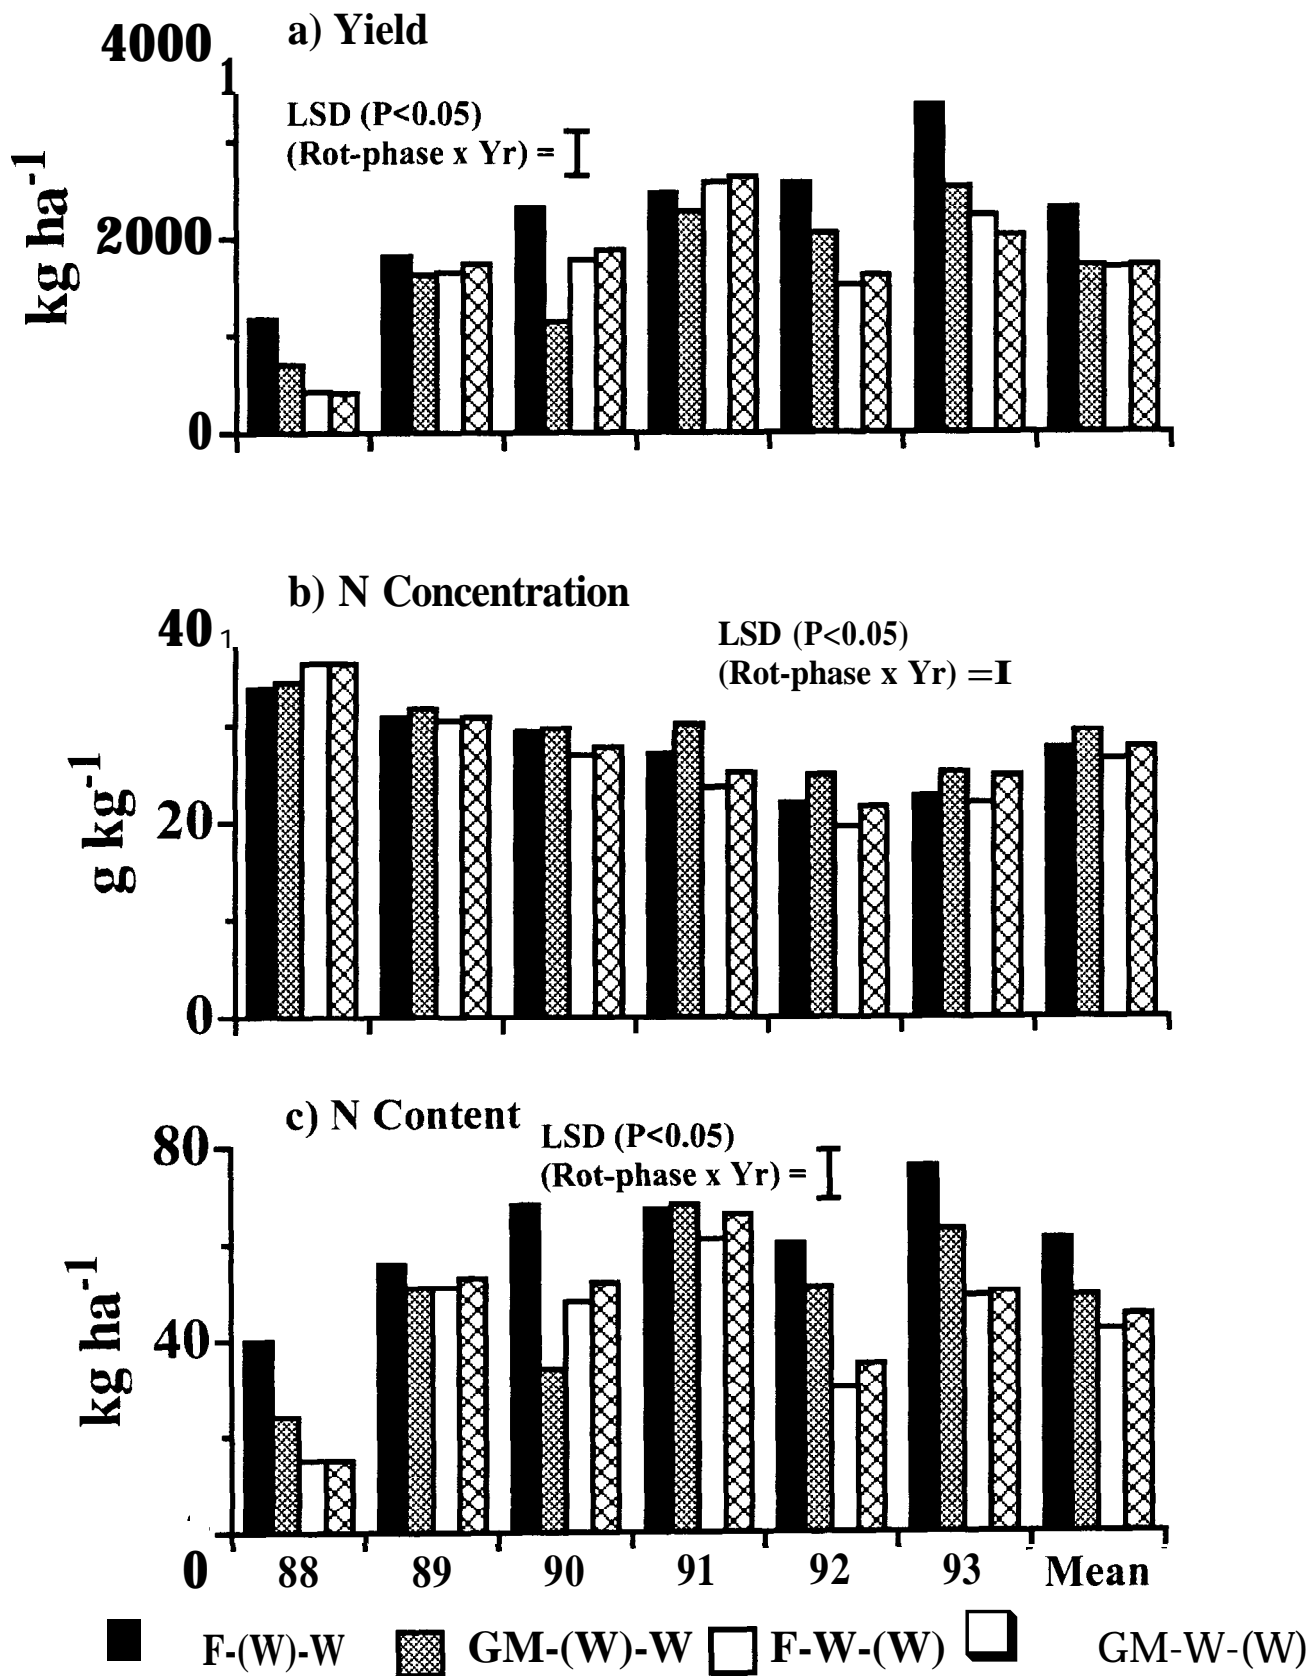 a) Yield
4000
1
LSD (P<0.05)
(Rot-phase x Yr) =
kg ha-1
2000
0
b) N Concentration
40
1
LSD (P<0.05)
(Rot-phase x Yr) =I
g kg-1
20
0
c) N Content
80
LSD (P<0.05)
(Rot-phase x Yr) =
kg ha-1
40
0
88 89 90 91 92 93 Mean
F-(W)-W GM-(W)-W F-W-(W) GM-W-(W)